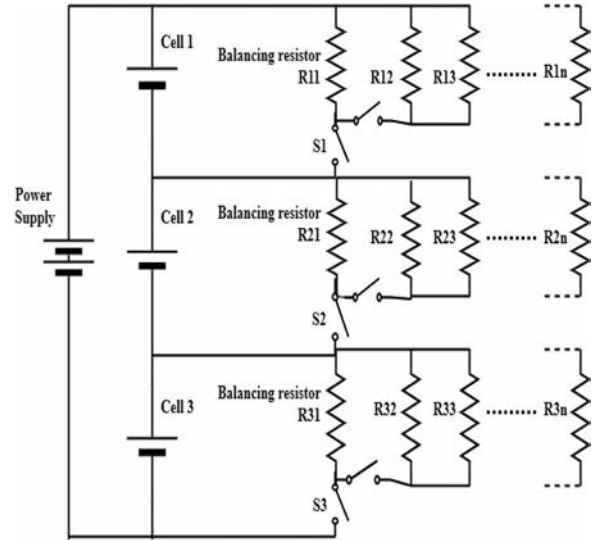 Cell 1
Balancing resistor
R11
R12
R13
R1n
S1
Power
Supply
Cell 2
Balancing resistor
R21
R22
R23
R2n
S2
Cell 3
Balancing resistor
R31
R32
R33
R3n
S3